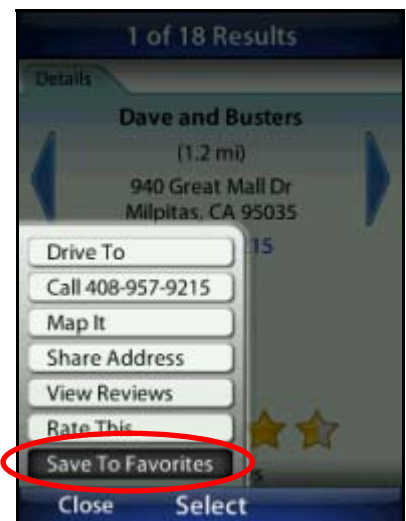 1 of 18 Results
Details
Dave and Busters
(1.2 mi)
940 Great Mall Dr
Milpitas, CA 95035
15
Drive To
Call 408-957-9215
Map It
Share Address
View Reviews
Rate This
Save To Favorites
Close Select